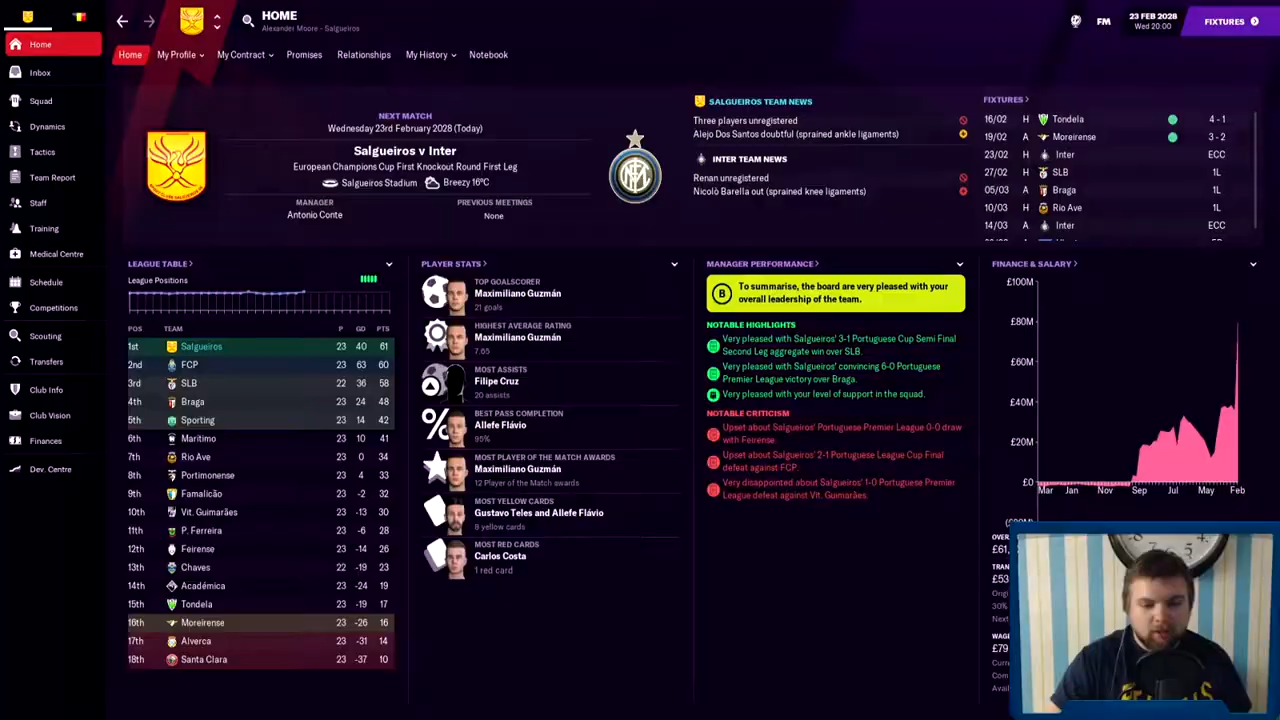 HOME
Alexander Moore - Salgueiros
FM
23 FEB 2028
Wed 20:00
FIXTURES
Home
Inbox
Squad
Dynamics
Tactics
Team Report
Staff
Training
Medical Centre
Schedule
Competitions
Scouting
Transfers
Club Info
Club Vision
Finances
Dev. Centre
Home
My Profile
My Contract
Promises
Relationships
My History
Notebook
NEXT MATCH
Wednesday 23rd February 2028 (Today)
Salgueiros v Inter
European Champions Cup First Knockout Round First Leg
Salgueiros Stadium
Breezy 16°C
MANAGER
Antonio Conte
PREVIOUS MEETINGS
None
SALGUEIROS TEAM NEWS
Three players unregistered
Alejo Dos Santos doubtful (sprained ankle ligaments)
INTER TEAM NEWS
Renan unregistered
Nicolò Barella out (sprained knee ligaments)
FIXTURES >
16/02 H Tondela 4 - 1
19/02 A Moreirense 3 - 2
23/02 H Inter ECC
27/02 H SLB 1L
05/03 A Braga 1L
10/03 H Rio Ave 1L
14/03 A Inter ECC
LEAGUE TABLE >
League Positions
POS TEAM P GD PTS
1st Salgueiros 23 40 61
2nd FCP 23 63 60
3rd SLB 22 36 58
4th Braga 23 24 48
5th Sporting 23 14 42
6th Marítimo 23 10 41
7th Rio Ave 23 0 34
8th Portimonense 23 4 33
9th Famalicão 23 -2 32
10th Vit. Guimarães 23 -13 30
11th P. Ferreira 23 -6 28
12th Feirense 23 -14 26
13th Chaves 22 -19 23
14th Académica 23 -24 19
15th Tondela 23 -19 17
16th Moreirense 23 -26 16
17th Alverca 23 -31 14
18th Santa Clara 23 -37 10
PLAYER STATS >
TOP GOALSCORER
Maximiliano Guzmán
21 goals
HIGHEST AVERAGE RATING
Maximiliano Guzmán
7.65
MOST ASSISTS
Filipe Cruz
20 assists
BEST PASS COMPLETION
Allefe Flávio
95%
MOST PLAYER OF THE MATCH AWARDS
Maximiliano Guzmán
12 Player of the Match awards
MOST YELLOW CARDS
Gustavo Teles and Allefe Flávio
8 yellow cards
MOST RED CARDS
Carlos Costa
1 red card
MANAGER PERFORMANCE >
B
To summarise, the board are very pleased with your
overall leadership of the team.
NOTABLE HIGHLIGHTS
Very pleased with Salgueiros' 3-1 Portuguese Cup Semi Final
Second Leg aggregate win over SLB.
Very pleased with Salgueiros' convincing 6-0 Portuguese
Premier League victory over Braga.
Very pleased with your level of support in the squad.
NOTABLE CRITICISM
Upset about Salgueiros' Portuguese Premier League 0-0 draw
with Feirense.
Upset about Salgueiros' 2-1 Portuguese League Cup Final
defeat against FCP.
Very disappointed about Salgueiros' 1-0 Portuguese Premier
League defeat against Vit. Guimarães.
FINANCE & SALARY >
£100M
£80M
£60M
£40M
£20M
£0
Mar Jan Nov Sep Jul May Feb
OVER
£61,
TRAN
£53
Origi
30%
Next
WAG
£79
Curre
Com
Avail